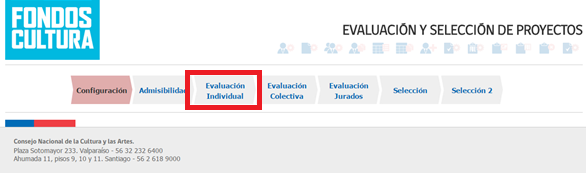 FONDOS
CULTURA
EVALUACIÓN Y SELECCIÓN DE PROYECTOS
Configuración
Admisibilidad
Evaluación
Individual
Evaluación
Colectiva
Evaluación
Jurados
Selección
Selección 2
Consejo Nacional de la Cultura y las Artes.
Plaza Sotomayor 233. Valparaíso - 56 32 232 6400
Ahumada 11, pisos 9, 10 y 11. Santiago - 56 2 618 9000